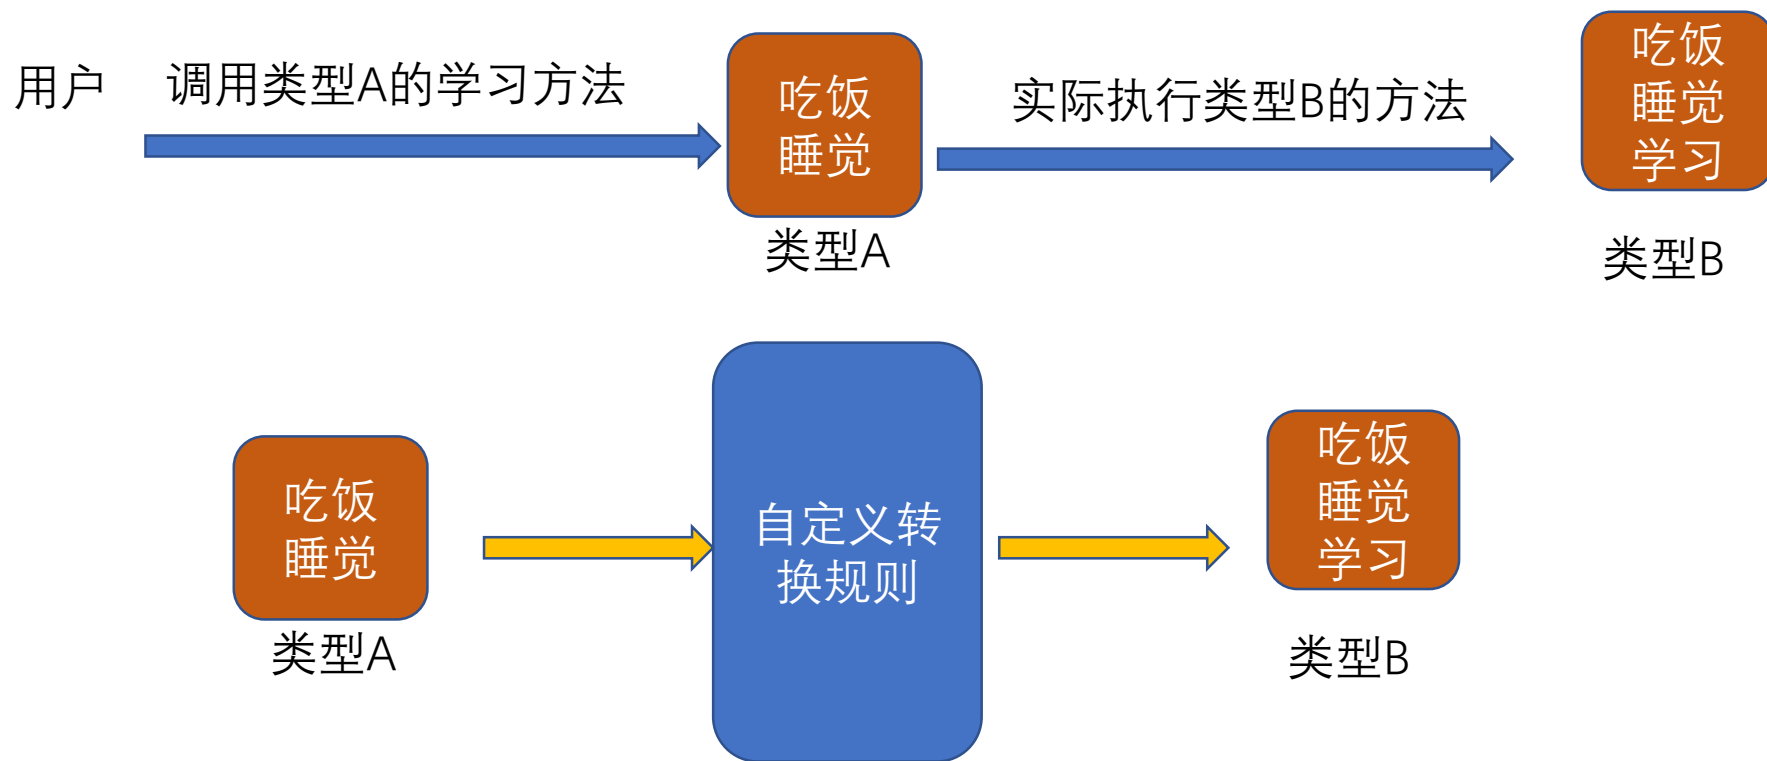 用户
调用类型A的学习方法
吃饭
睡觉
类型A
实际执行类型B的方法
吃饭
睡觉
学习
类型B
吃饭
睡觉
类型A
自定义转
换规则
吃饭
睡觉
学习
类型B